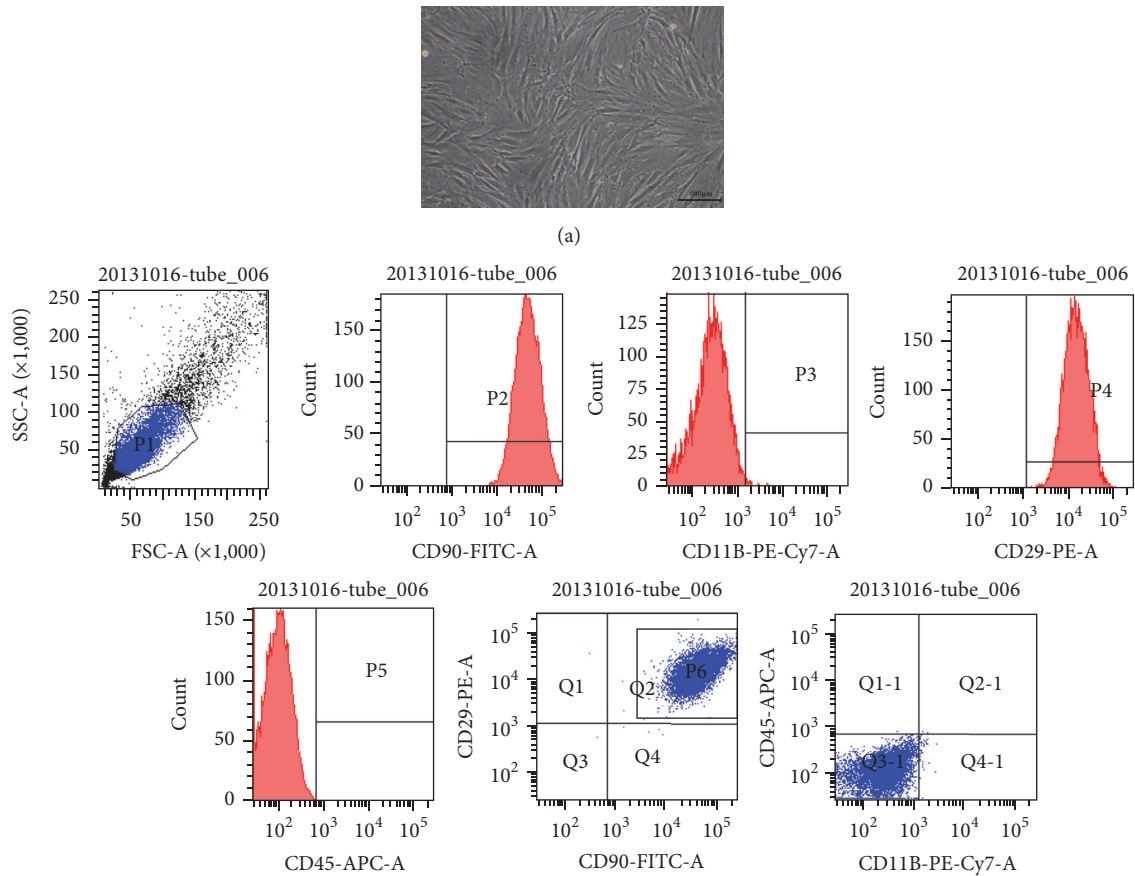 (a)
20131016-tube_006
SSC-A (×1,000)
250
200
150
100
50
P1
50 150 250
FSC-A (×1,000)
20131016-tube_006
Count
150
100
50
0
P2
10² 10³ 10⁴ 10⁵
CD90-FITC-A
20131016-tube_006
Count
125
100
75
50
25
0
P3
10² 10³ 10⁴ 10⁵
CD11B-PE-Cy7-A
20131016-tube_006
Count
150
100
50
0
P4
10² 10³ 10⁴ 10⁵
CD29-PE-A
20131016-tube_006
Count
150
100
50
0
P5
10² 10³ 10⁴ 10⁵
CD45-APC-A
20131016-tube_006
CD29-PE-A
10⁵
10⁴
10³
10²
Q1 Q2 P6
Q3 Q4
10² 10³ 10⁴ 10⁵
CD90-FITC-A
20131016-tube_006
CD45-APC-A
10⁵
10⁴
10³
10²
Q1-1 Q2-1
Q3-1 Q4-1
10² 10³ 10⁴ 10⁵
CD11B-PE-Cy7-A